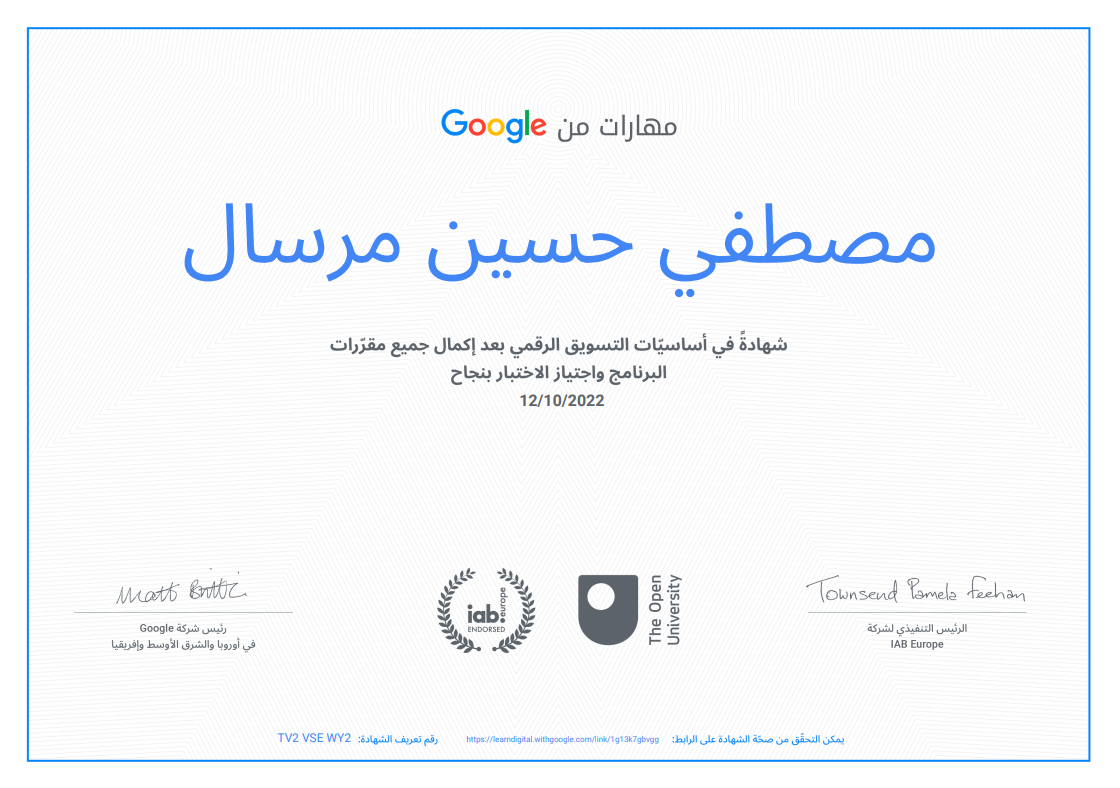 مهارات من Google
مصطفي حسين مرسال
شهادةً في أساسيّات التسويق الرقمي بعد إكمال جميع مقرّرات
البرنامج واجتياز الاختبار بنجاح
12/10/2022
Townsend Pamela Feehan
الرئيس التنفيذي لشركة
IAB Europe
The Open
University
iab europe
ENDORSED
Matt Brittin
رئيس شركة Google
في أوروبا والشرق الأوسط وإفريقيا
يمكن التحقّق من صحّة الشهادة على الرابط: https://learndigital.withgoogle.com/link/1g13k7gbvgg
رقم تعريف الشهادة: TV2 VSE WY2